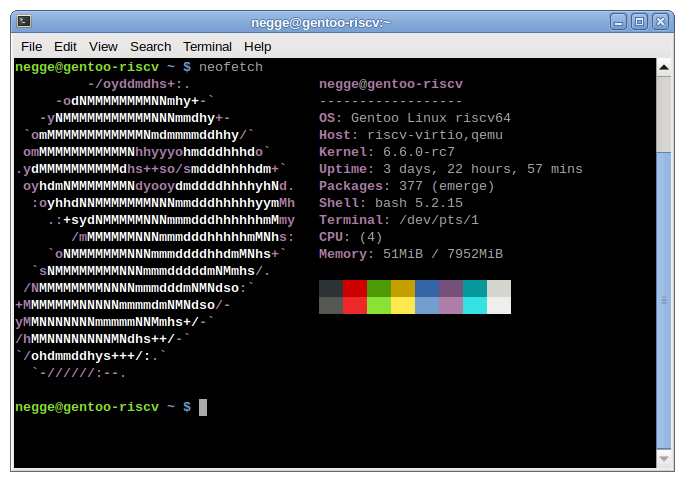 negge@gentoo-riscv:~
File Edit View Search Terminal Help
negge@gentoo-riscv ~ $ neofetch
         -/oyddmdhs+:.                negge@gentoo-riscv
     -odNMMMMMMMMNNmhy+-`             ------------------
   -yNMMMMMMMMMMMNNNmmdhy+-           OS: Gentoo Linux riscv64
 `omMMMMMMMMMMMMNmdmmmmddhhy/`        Host: riscv-virtio,qemu
 omMMMMMMMMMMMNhhyyyohmdddhhhdo`      Kernel: 6.6.0-rc7
.ydMMMMMMMMMMdhs++so/smdddhhhhdm+`    Uptime: 3 days, 22 hours, 57 mins
 oyhdmNMMMMMMMNdyooydmddddhhhhyhNd.   Packages: 377 (emerge)
  :oyhhdNNMMMMMMMNNNmmdddhhhhhyymMh   Shell: bash 5.2.15
    .:+sydNMMMMMNNNmmmdddhhhhhhmMmy   Terminal: /dev/pts/1
       /mMMMMMMNNNmmmdddhhhhhmMNhs:   CPU: (4)
    `oNMMMMMMMNNNmmmddddhhdmMNhs+`    Memory: 51MiB / 7952MiB
  `sNMMMMMMMMNNNmmmdddddmNMmhs/.
 /NMMMMMMMMNNNNmmmdddmNMNdso:`
+MMMMMMMNNNNNmmmmdmNMNdso/-
yMMNNNNNNNmmmmmNNMmhs+/-`
/hMMNNNNNNNNMNdhs++/-`
`/ohdmmddhys+++/:.`
  `-//////:--.
negge@gentoo-riscv ~ $